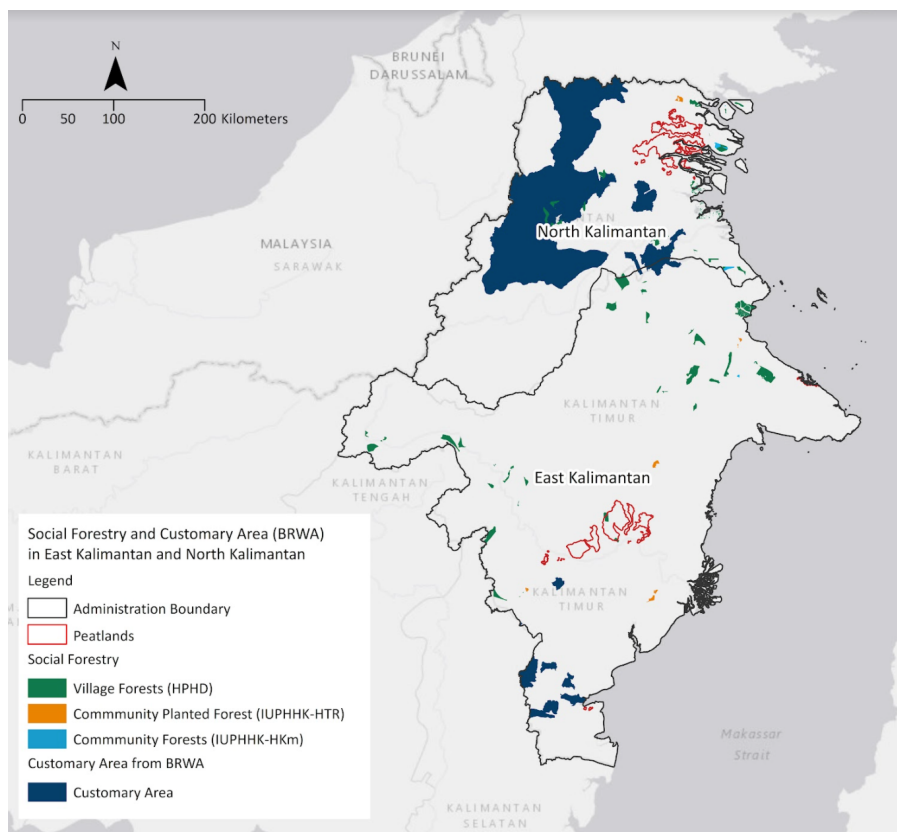 N
0 50 100 200 Kilometers
BRUNEI
DARUSSALAM
MALAYSIA
SARAWAK
North Kalimantan
KALIMANTAN
TIMUR
KALIMANTAN
BARAT
KALIMANTAN
TENGAH
East Kalimantan
KALIMANTAN
TIMUR
Makassar
Strait
KALIMANTAN
SELATAN
Social Forestry and Customary Area (BRWA)
in East Kalimantan and North Kalimantan
Legend
Administration Boundary
Peatlands
Social Forestry
Village Forests (HPHD)
Commmunity Planted Forest (IUPHHK-HTR)
Commmunity Forests (IUPHHK-HKm)
Customary Area from BRWA
Customary Area